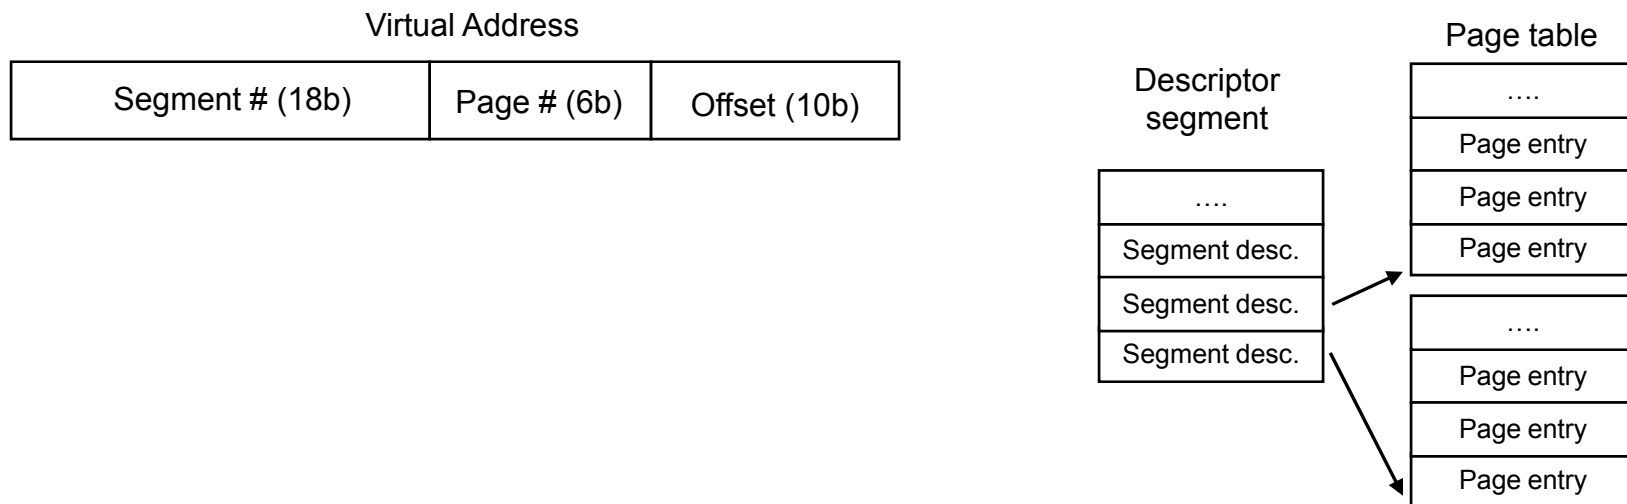 Virtual Address
Segment # (18b)
Page # (6b)
Offset (10b)
Descriptor
segment
….
Segment desc.
Segment desc.
Segment desc.
Page table
….
Page entry
Page entry
Page entry
….
Page entry
Page entry
Page entry